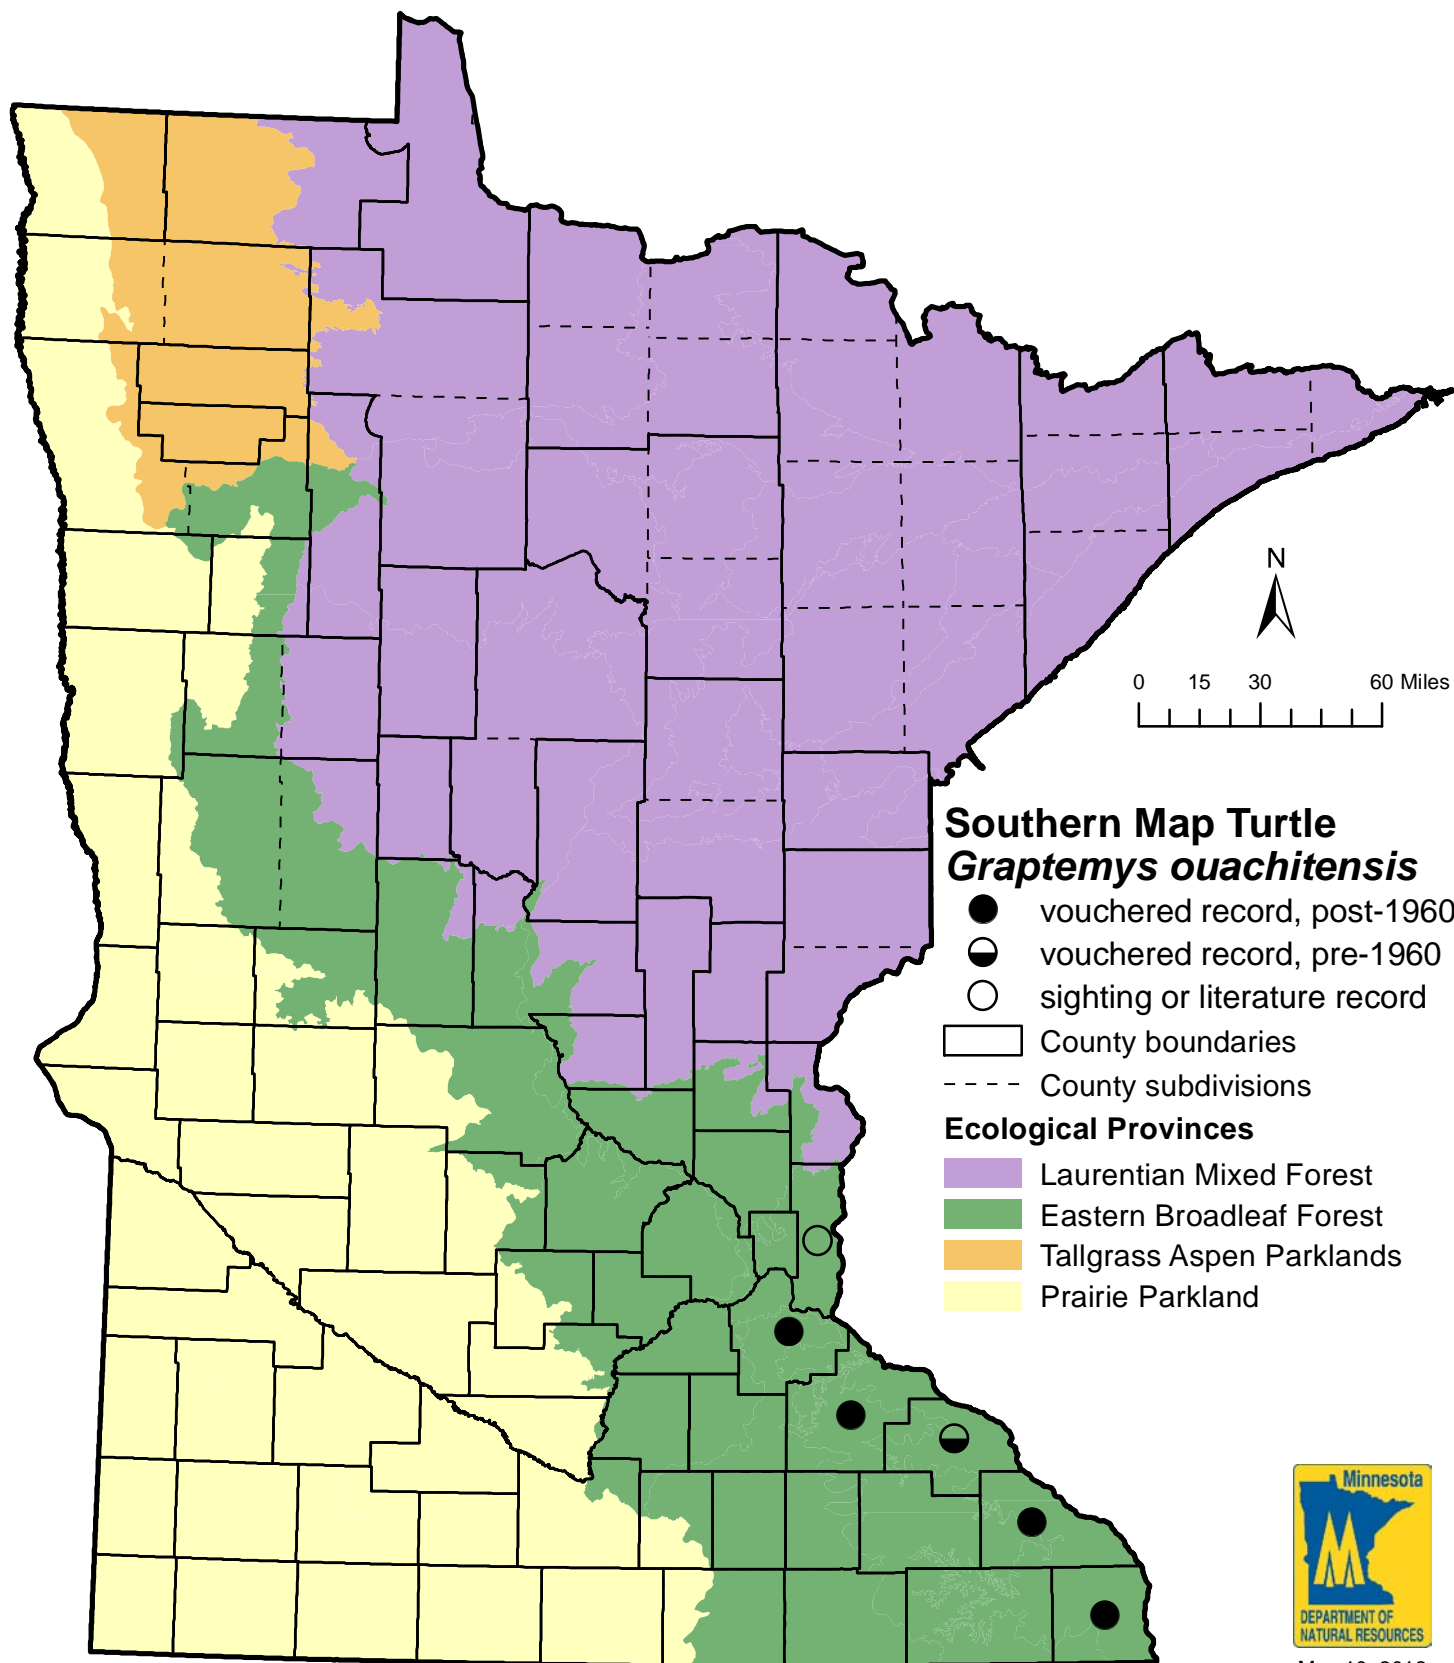 N
0 15 30 60 Miles
Southern Map Turtle
Graptemys ouachitensis
vouchered record, post-1960
vouchered record, pre-1960
sighting or literature record
County boundaries
County subdivisions
Ecological Provinces
Laurentian Mixed Forest
Eastern Broadleaf Forest
Tallgrass Aspen Parklands
Prairie Parkland
Minnesota
DEPARTMENT OF
NATURAL RESOURCES